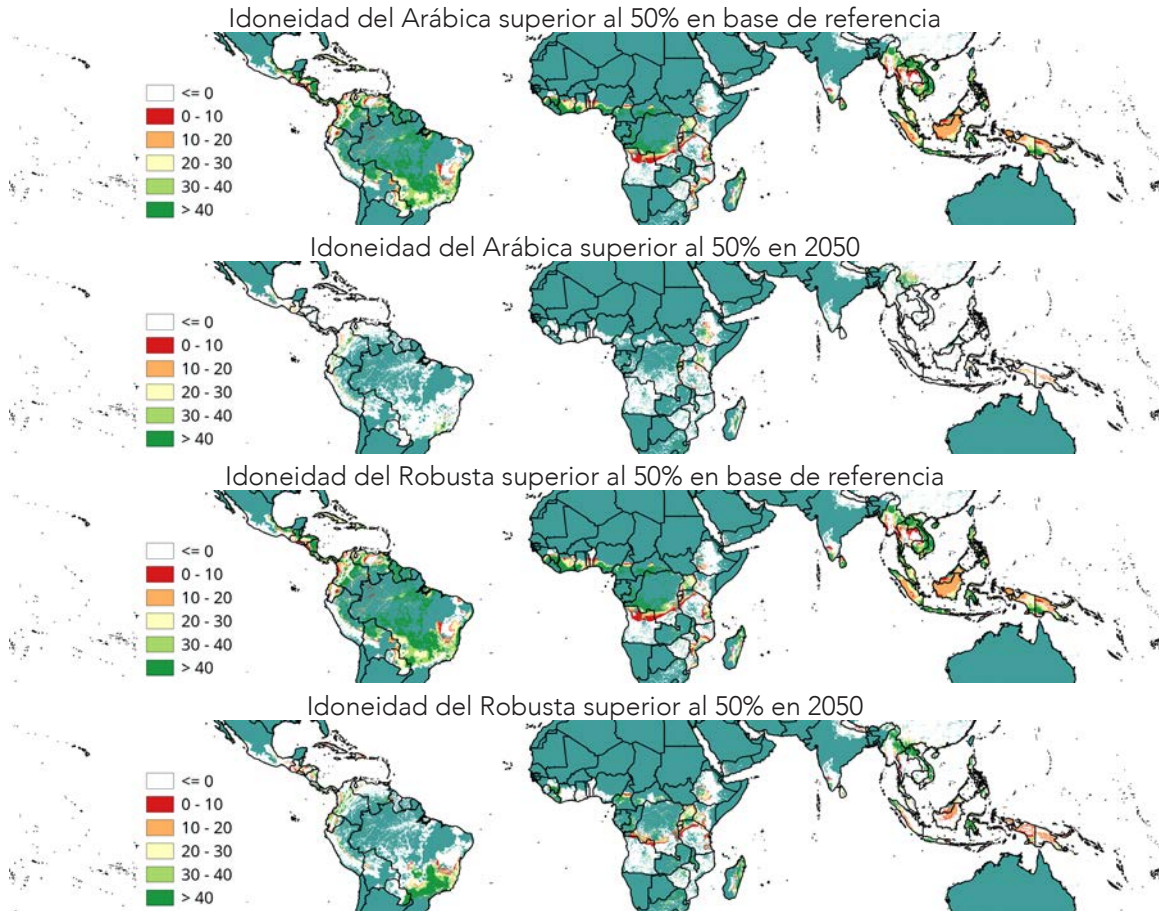 Idoneidad del Arábica superior al 50% en base de referencia
<= 0
0 - 10
10 - 20
20 - 30
30 - 40
> 40
Idoneidad del Arábica superior al 50% en 2050
<= 0
0 - 10
10 - 20
20 - 30
30 - 40
> 40
Idoneidad del Robusta superior al 50% en base de referencia
<= 0
0 - 10
10 - 20
20 - 30
30 - 40
> 40
Idoneidad del Robusta superior al 50% en 2050
<= 0
0 - 10
10 - 20
20 - 30
30 - 40
> 40